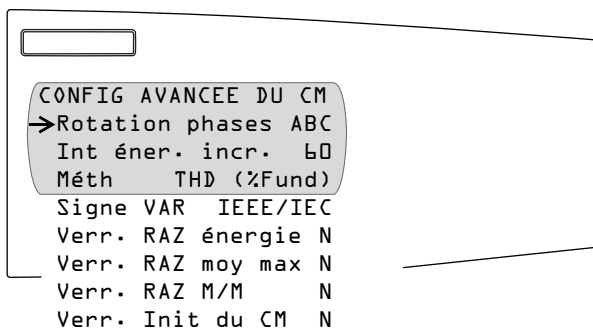 CONFIG AVANCEE DU CM
Rotation phases ABC
Int éner. incr. 60
Méth THD (%Fund)
Signe VAR IEEE/IEC
Verr. RAZ énergie N
Verr. RAZ moy max N
Verr. RAZ M/M N
Verr. Init du CM N